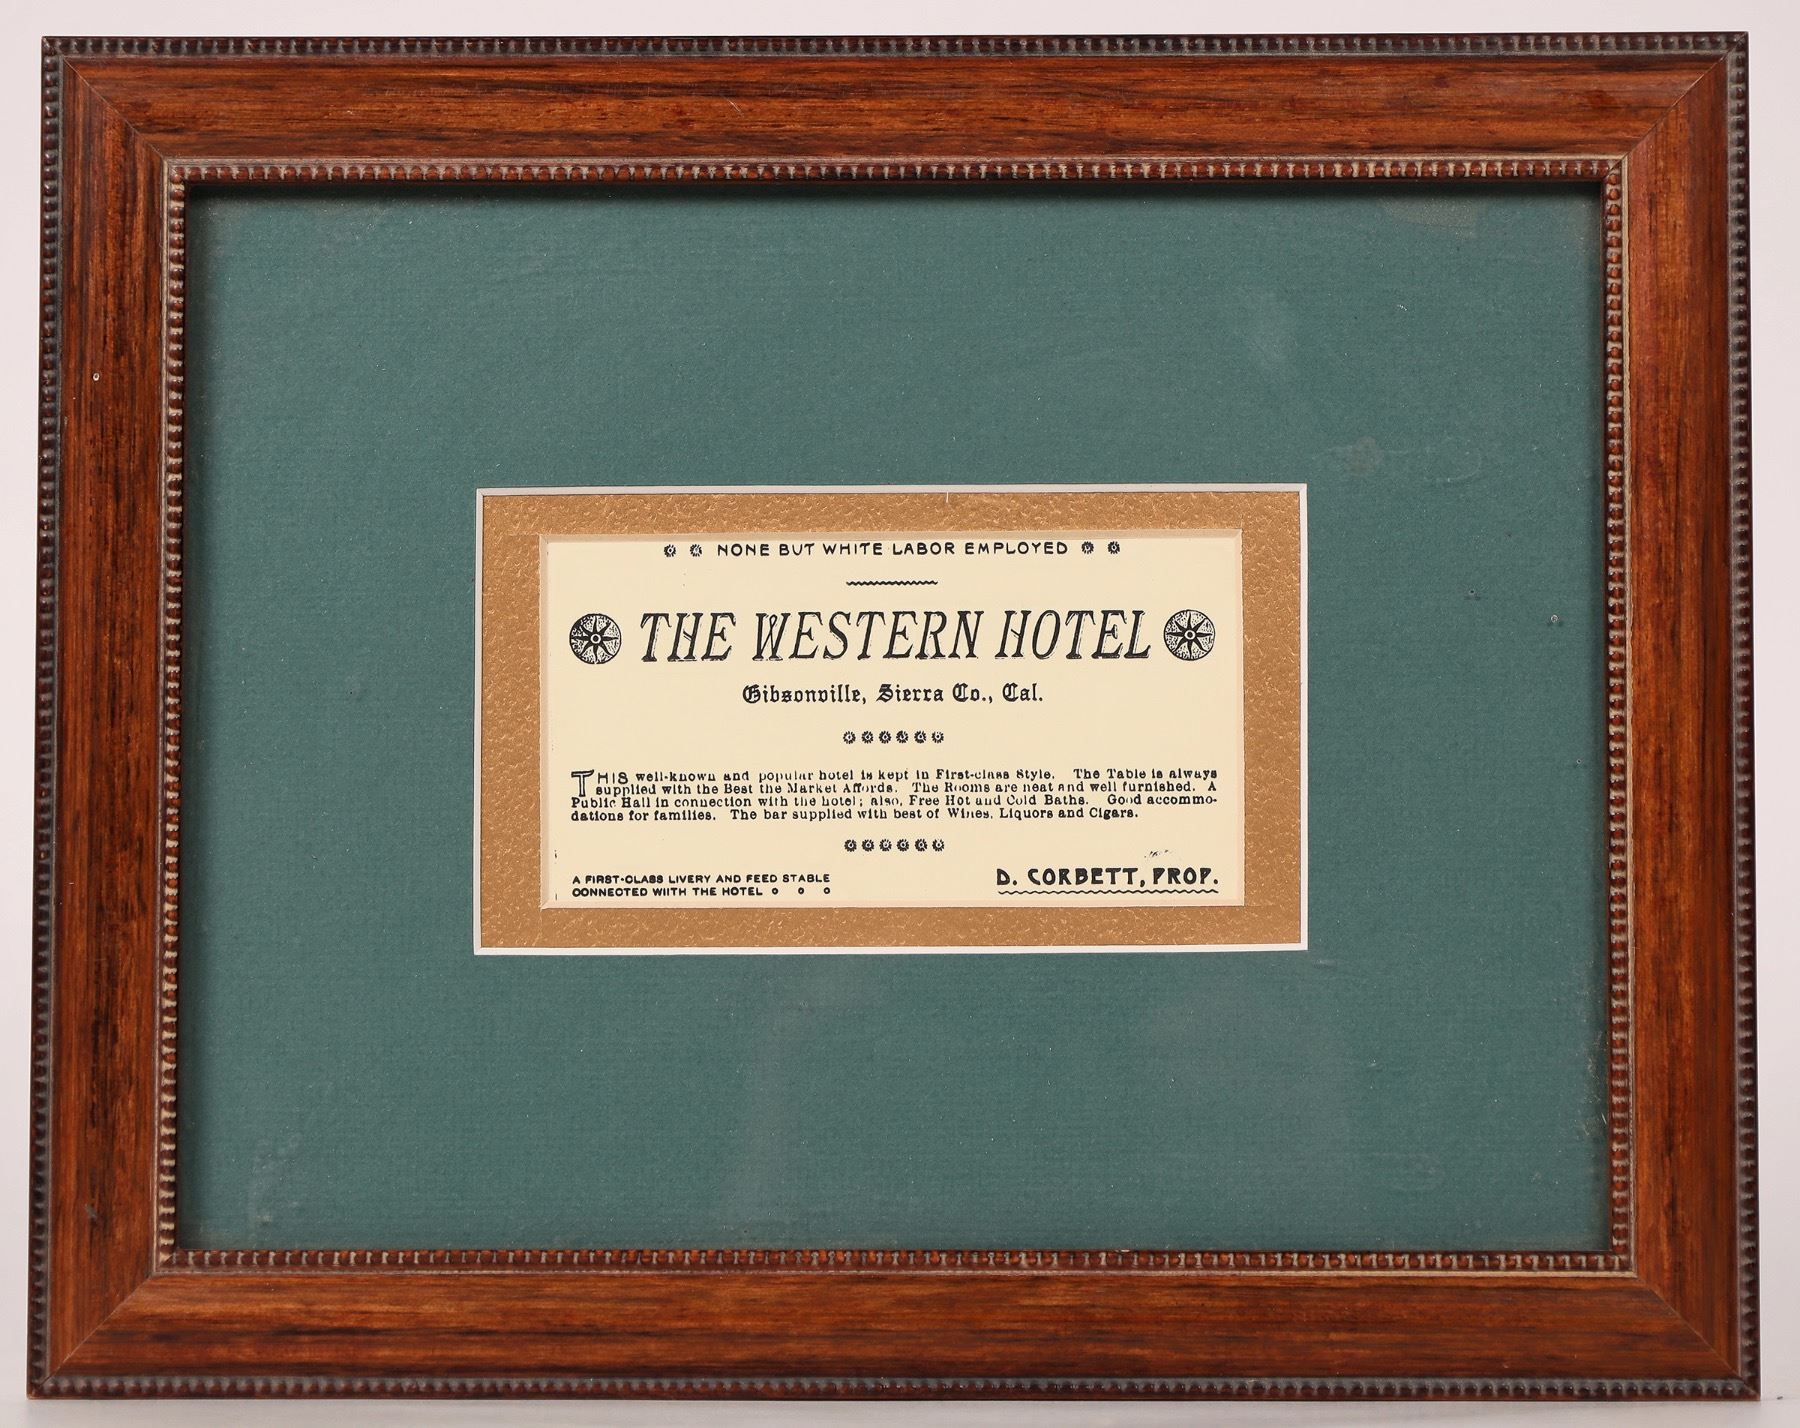 NONE BUT WHITE LABOR EMPLOYED
THE WESTERN HOTEL
Gibsonville, Sierra Co., Cal.
THIS well-known and popular hotel is kept in First-class Style. The Table is always
supplied with the Best the Market Affords. The Rooms are neat and well furnished. A
Public Hall in connection with the hotel; also, Free Hot and Cold Baths. Good accommo-
dations for families. The bar supplied with best of Wines, Liquors and Cigars.
A FIRST-CLASS LIVERY AND FEED STABLE
CONNECTED WIITH THE HOTEL
D. CORBETT, PROP.